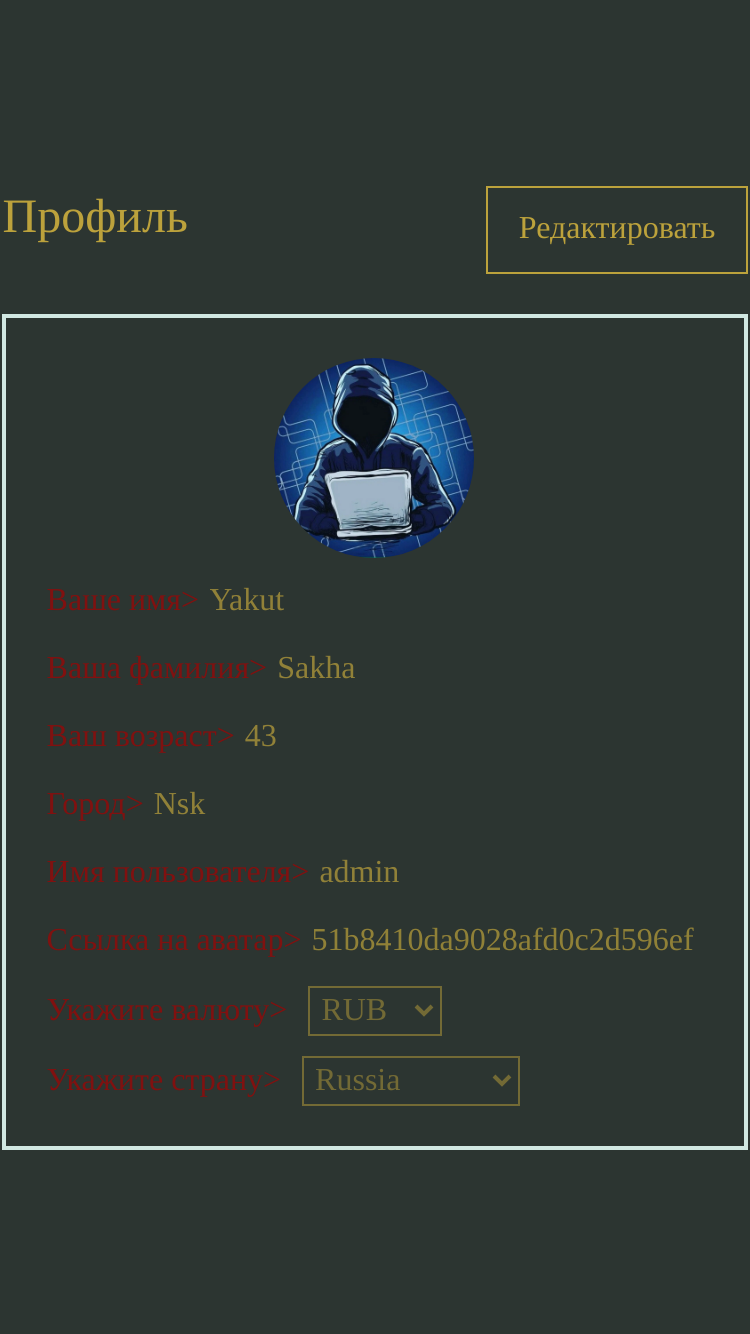 Профиль
Редактировать
Ваше имя> Yakut
Ваша фамилия> Sakha
Ваш возраст> 43
Город> Nsk
Имя пользователя> admin
Ссылка на аватар> 51b8410da9028afd0c2d596ef
Укажите валюту> RUB
Укажите страну> Russia